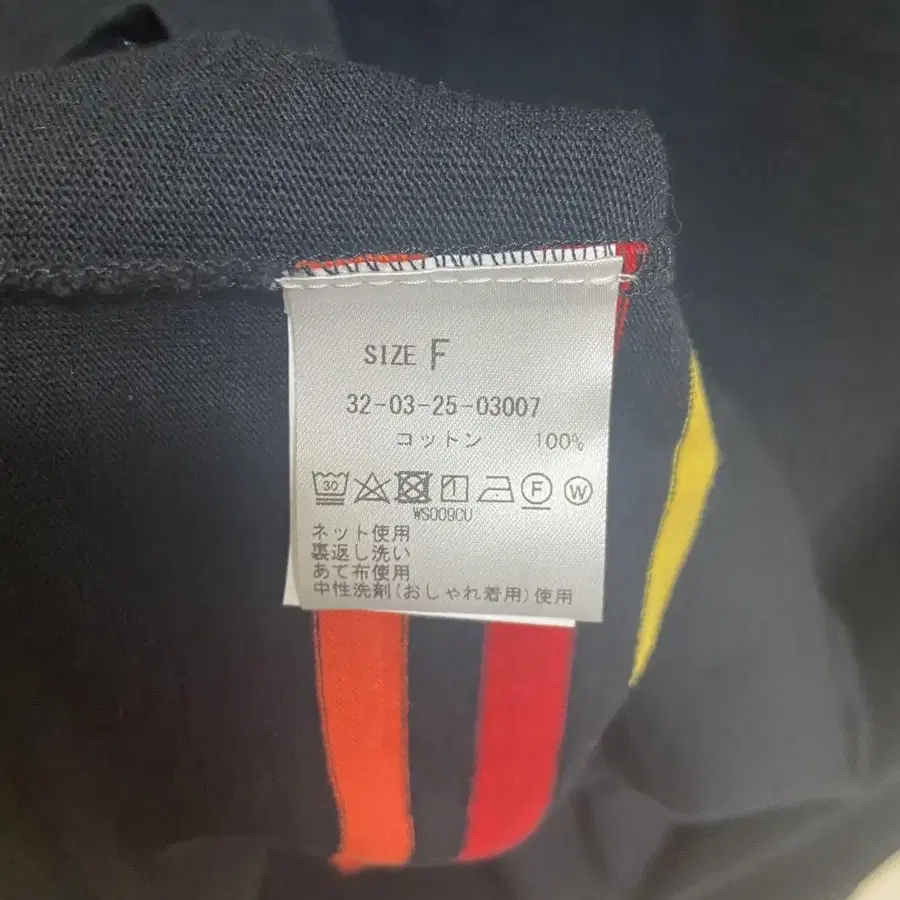 SIZE F
32-03-25-03007
コットン 100%
30 F W
WS009CU
ネット使用
裏返し洗い
あて布使用
中性洗剤(おしゃれ着用)使用